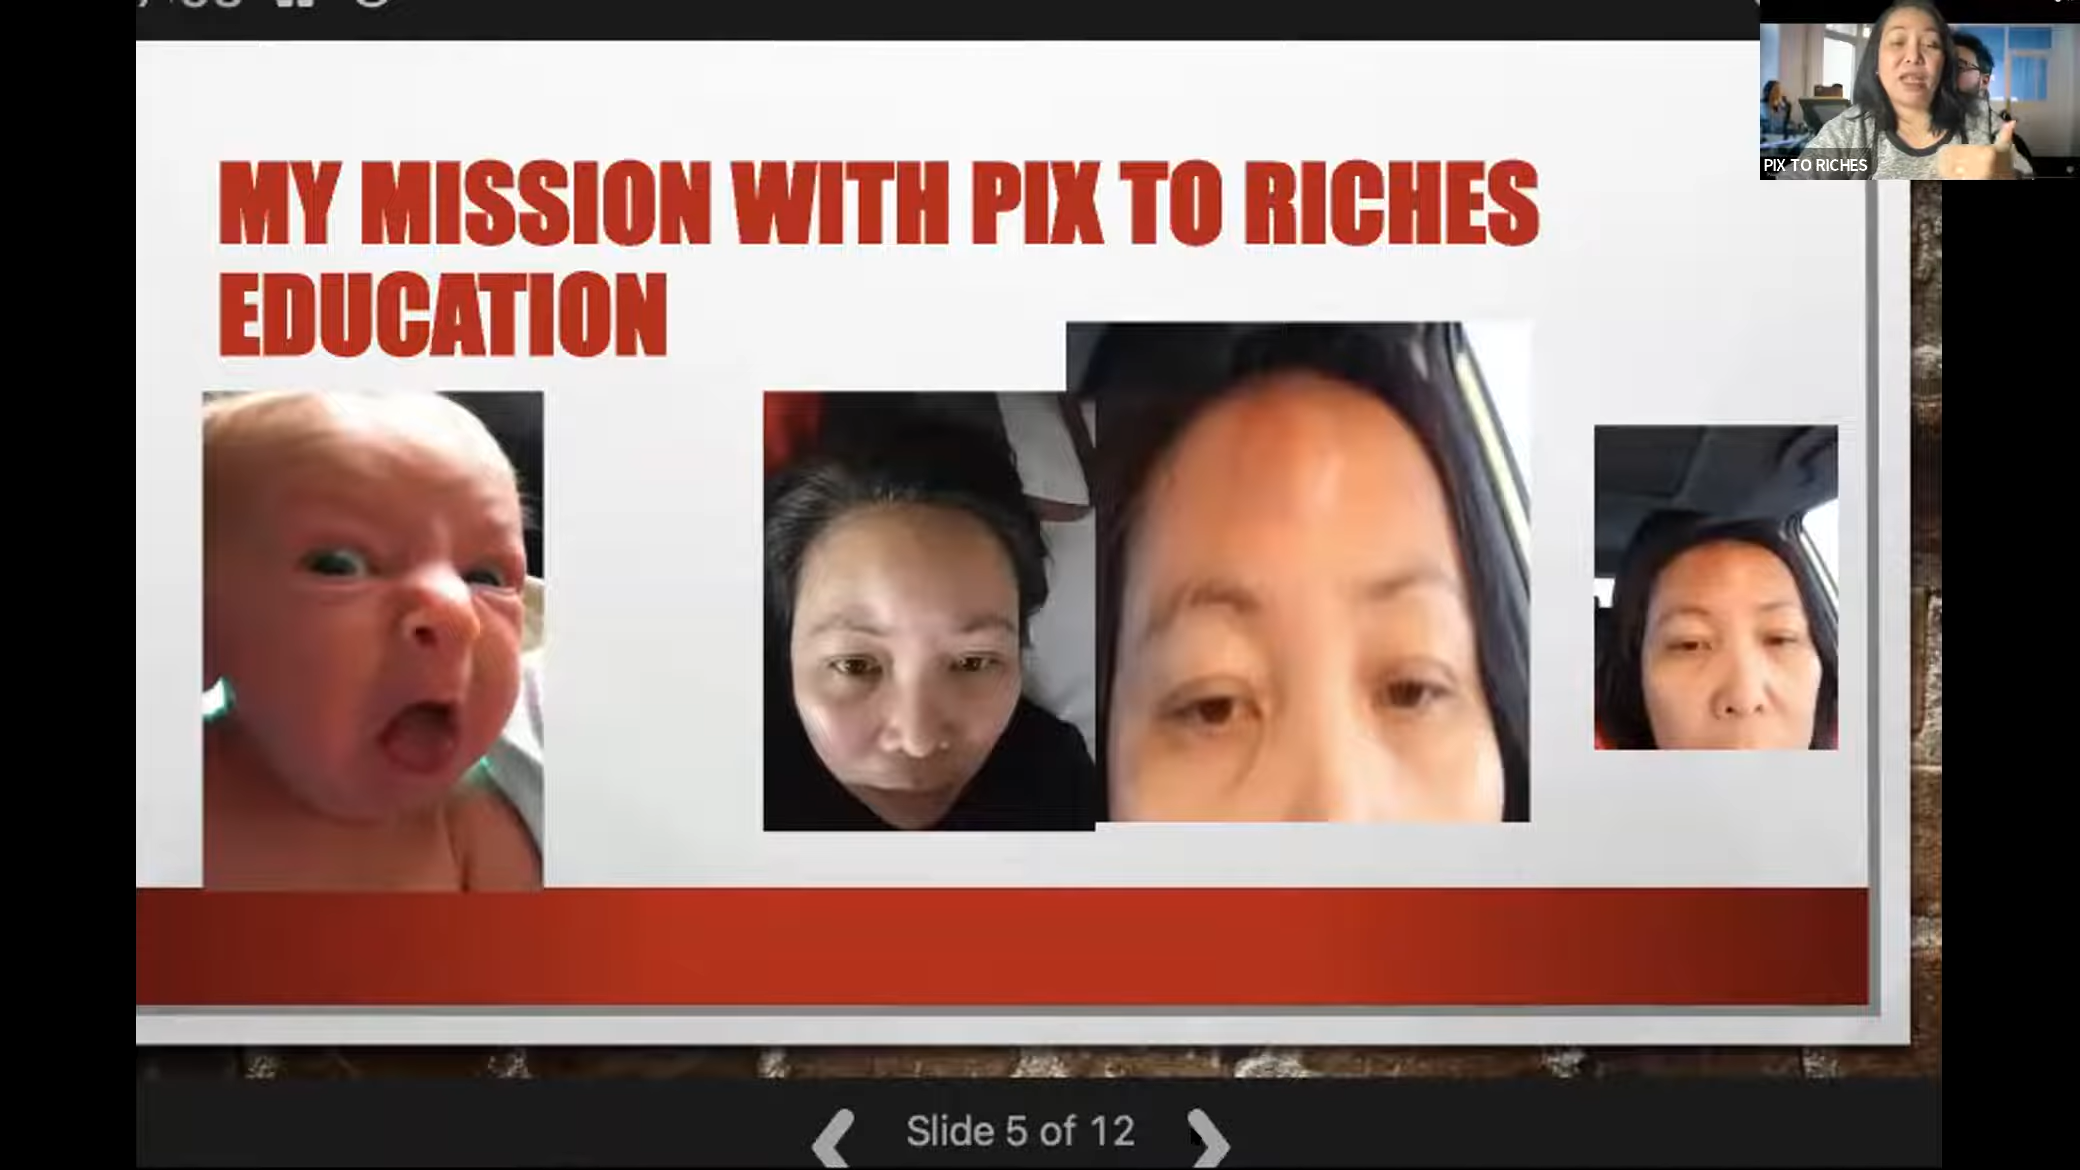 MY MISSION WITH PIX TO RICHES
EDUCATION
PIX TO RICHES
Slide 5 of 12